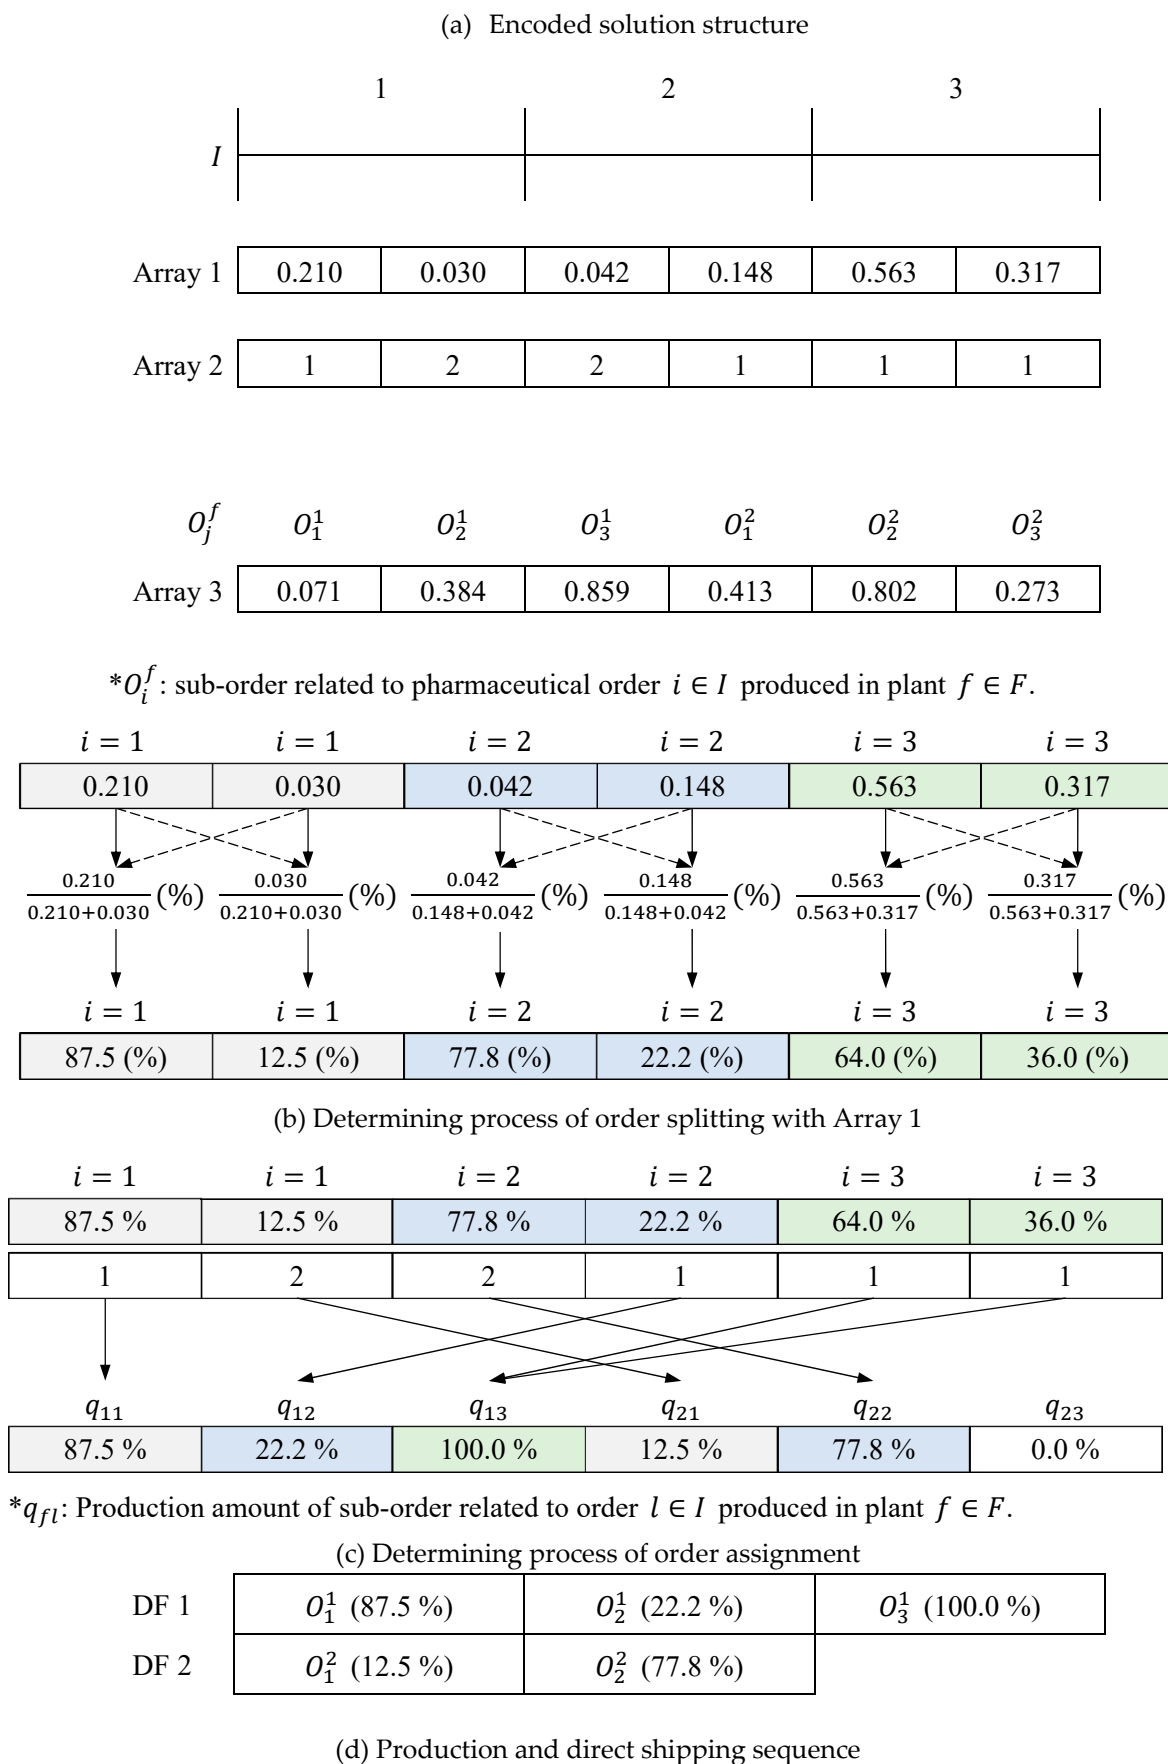 (a) Encoded solution structure
1 2 3
I
Array 1 0.210 0.030 0.042 0.148 0.563 0.317
Array 2 1 2 2 1 1 1
O_j^f O_1^1 O_2^1 O_3^1 O_1^2 O_2^2 O_3^2
Array 3 0.071 0.384 0.859 0.413 0.802 0.273
*O_i^f: sub-order related to pharmaceutical order i ∈ I produced in plant f ∈ F.
i = 1 i = 1 i = 2 i = 2 i = 3 i = 3
0.210 0.030 0.042 0.148 0.563 0.317
0.210/0.210+0.030 (%) 0.030/0.210+0.030 (%) 0.042/0.148+0.042 (%) 0.148/0.148+0.042 (%) 0.563/0.563+0.317 (%) 0.317/0.563+0.317 (%)
i = 1 i = 1 i = 2 i = 2 i = 3 i = 3
87.5 (%) 12.5 (%) 77.8 (%) 22.2 (%) 64.0 (%) 36.0 (%)
(b) Determining process of order splitting with Array 1
i = 1 i = 1 i = 2 i = 2 i = 3 i = 3
87.5 % 12.5 % 77.8 % 22.2 % 64.0 % 36.0 %
1 2 2 1 1 1
q_11 q_12 q_13 q_21 q_22 q_23
87.5 % 22.2 % 100.0 % 12.5 % 77.8 % 0.0 %
*q_fl: Production amount of sub-order related to order l ∈ I produced in plant f ∈ F.
(c) Determining process of order assignment
DF 1 O_1^1 (87.5 %) O_2^1 (22.2 %) O_3^1 (100.0 %)
DF 2 O_1^2 (12.5 %) O_2^2 (77.8 %)
(d) Production and direct shipping sequence